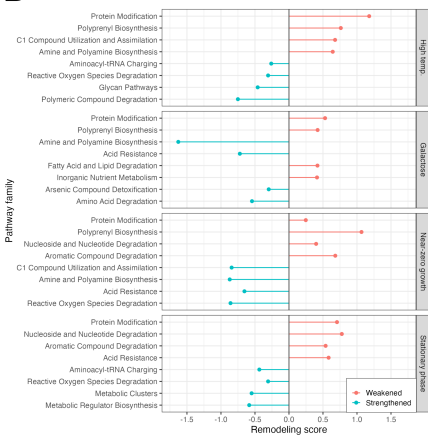 Protein Modification
Polyprenyl Biosynthesis
C1 Compound Utilization and Assimilation
Amine and Polyamine Biosynthesis
Aminoacyl-tRNA Charging
Reactive Oxygen Species Degradation
Glycan Pathways
Polymeric Compound Degradation
High temp.
Protein Modification
Polyprenyl Biosynthesis
Amine and Polyamine Biosynthesis
Acid Resistance
Fatty Acid and Lipid Degradation
Inorganic Nutrient Metabolism
Arsenic Compound Detoxification
Amino Acid Degradation
Galactose
Pathway family
Protein Modification
Polyprenyl Biosynthesis
Nucleoside and Nucleotide Degradation
Aromatic Compound Degradation
C1 Compound Utilization and Assimilation
Amine and Polyamine Biosynthesis
Acid Resistance
Reactive Oxygen Species Degradation
Near-zero growth
Protein Modification
Nucleoside and Nucleotide Degradation
Aromatic Compound Degradation
Acid Resistance
Aminoacyl-tRNA Charging
Reactive Oxygen Species Degradation
Metabolic Clusters
Metabolic Regulator Biosynthesis
Stationary phase
Weakened
Strengthened
-1.5 -1.0 -0.5 0.0 0.5 1.0 1.5
Remodeling score